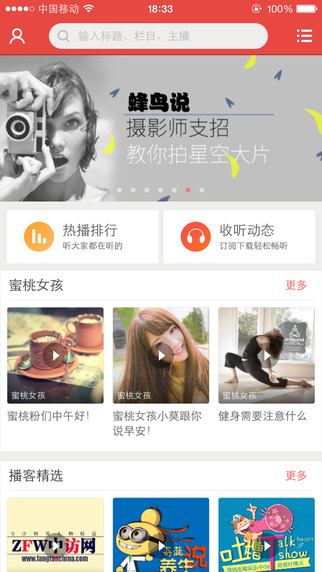 中国移动 18:33 83%
输入标题、栏目、主播
蜂鸟说
摄影师支招
教你拍星空大片
热播排行
听大家都在听的
收听动态
订阅下载轻松畅听
蜜桃女孩 更多
蜜桃女孩 蜜桃女孩 蜜桃女孩
蜜桃粉们中午好! 蜜桃女孩小莫跟你 健身需要注意什么
说早安!
播客精选 更多
ZFW中访网
www.fangtanchina.com
养生 说
吐槽 Talk show